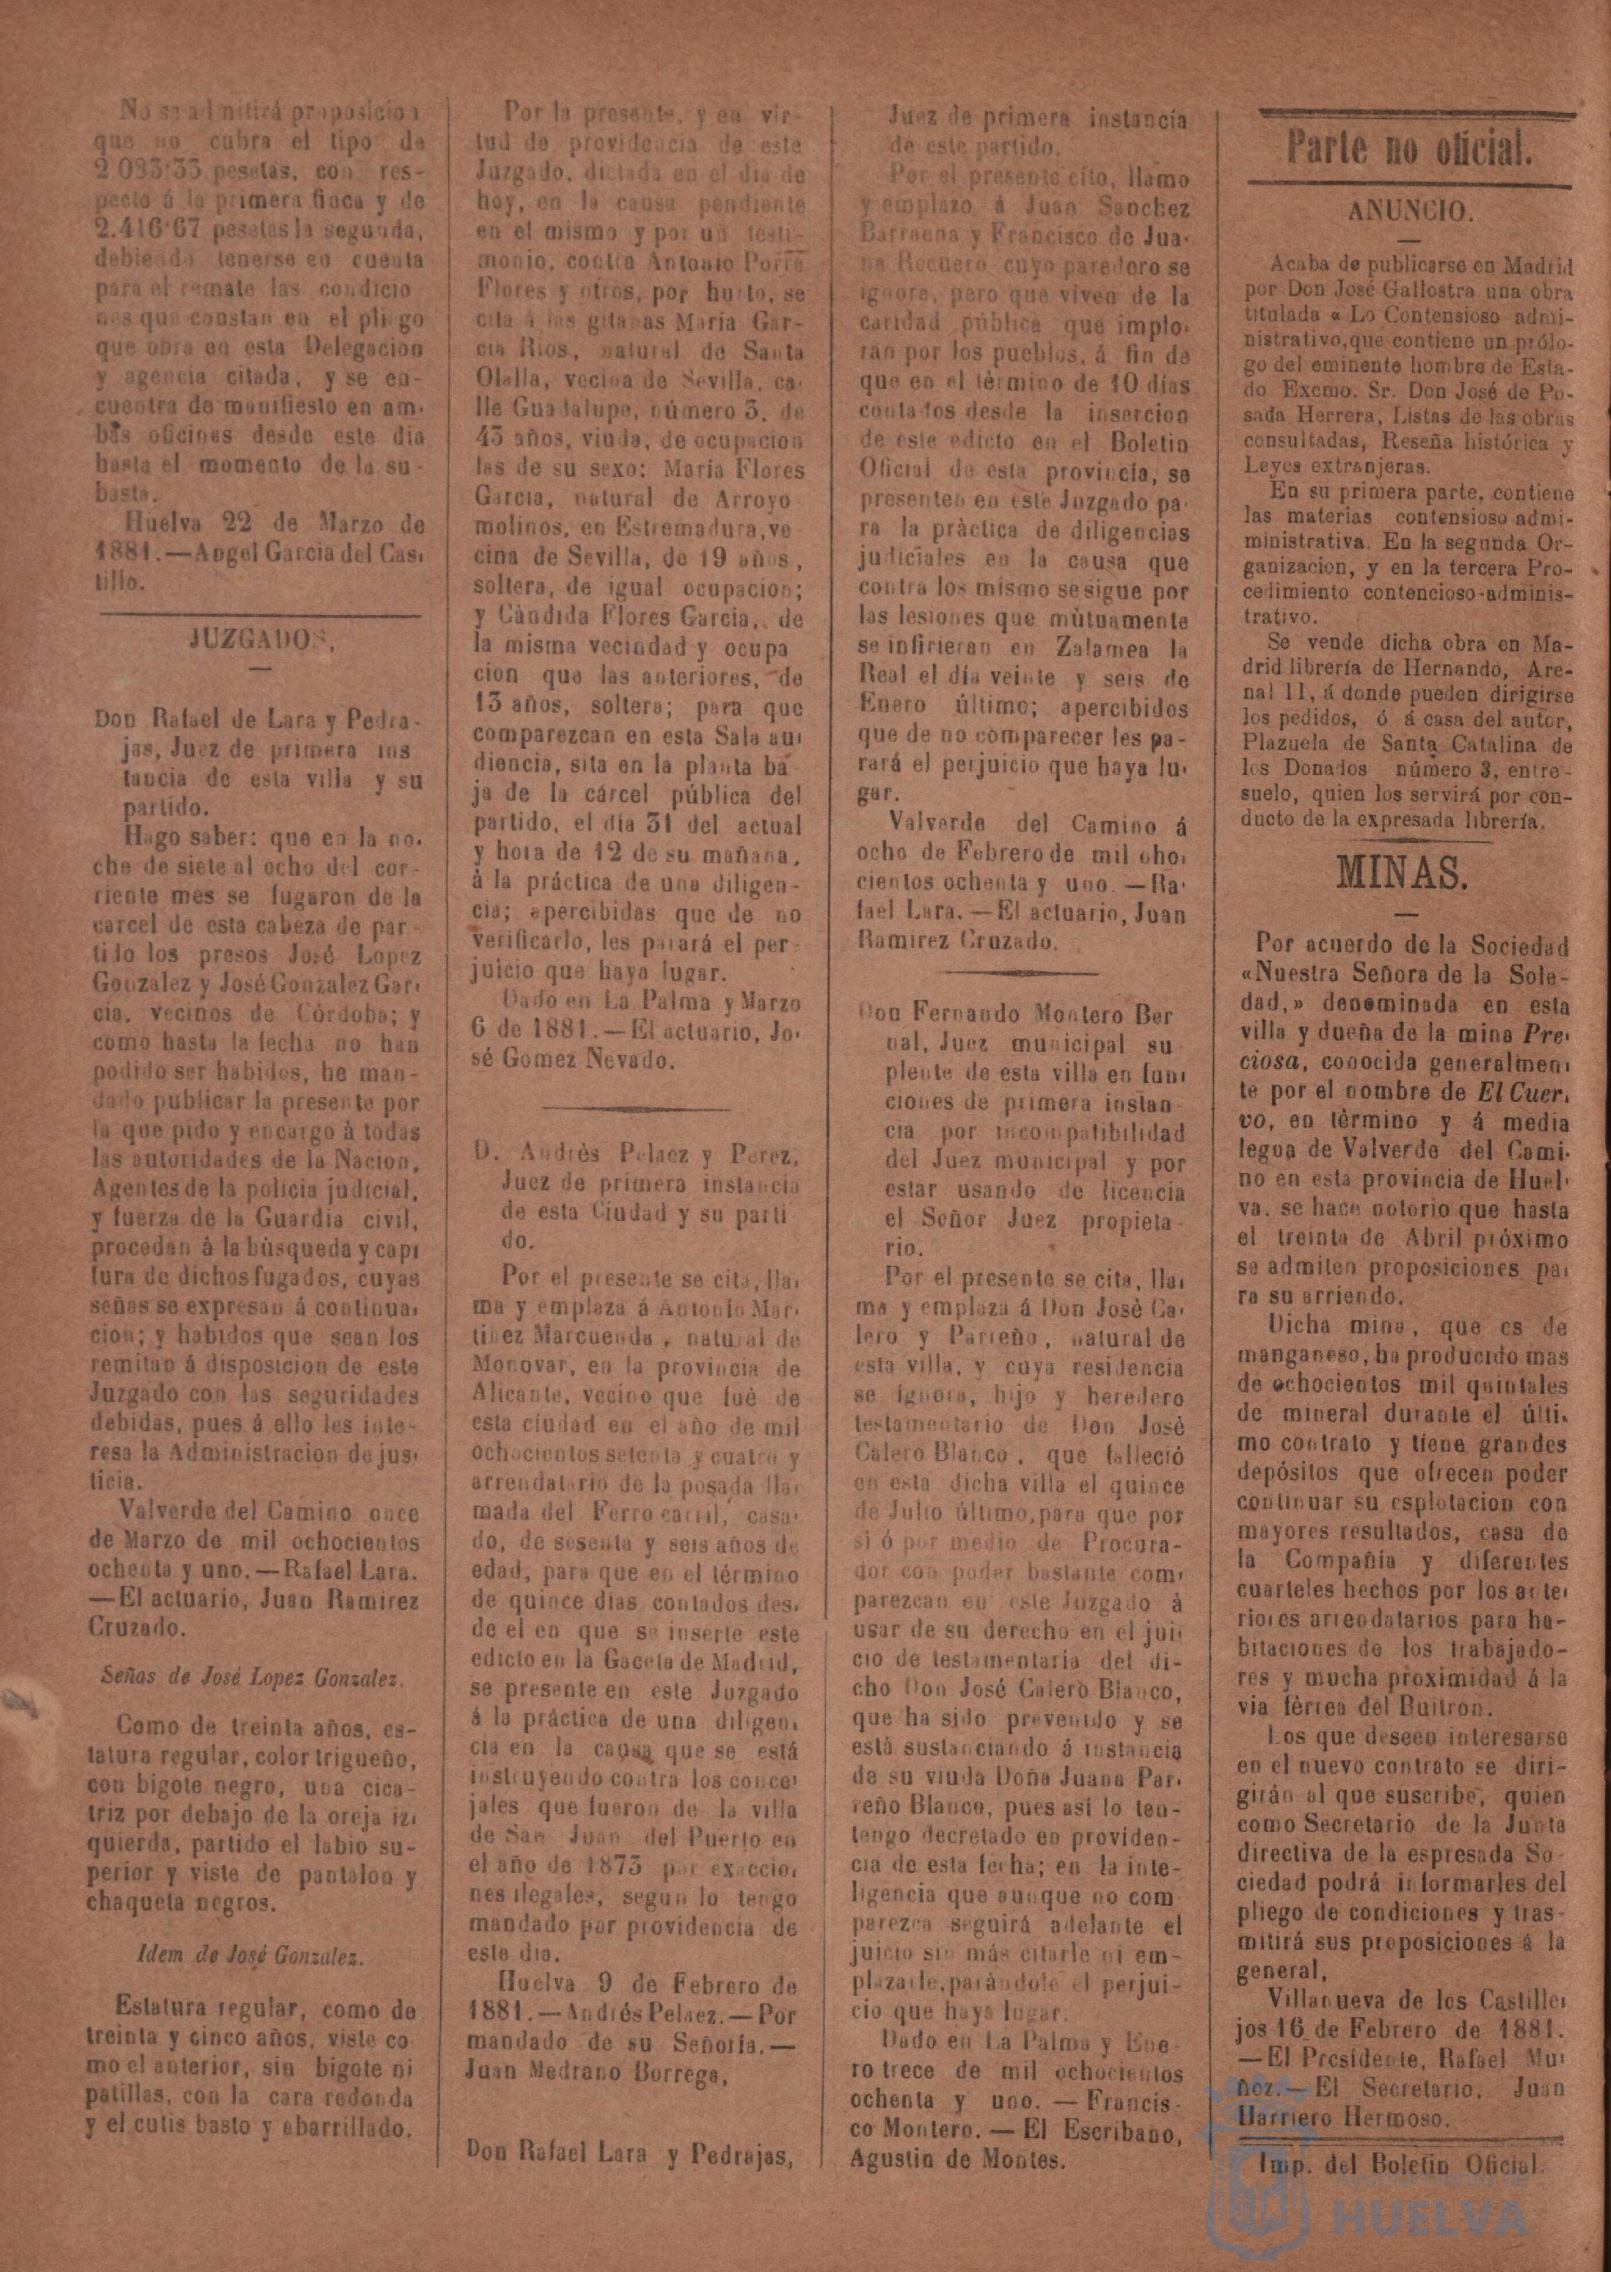 No se admitirá proposicion
que no cubra el tipo de
2 083'33 pesetas, con res-
pecto á la primera finca y de
2.416'67 pesetas la segunda,
debiendo tenerse en cuenta
para el remate las condicio
nes que constan en el pliego
que obra en esta Delegacion
y agencia citada, y se en-
cuentra de manifiesto en am-
bas oficinas desde este dia
hasta el momento de la su-
basta.
Huelva 22 de Marzo de
1881.—Angel Garcia del Cas-
tillo.
JUZGADOS.
Don Rafael de Lara y Pedra-
jas, Juez de primera ins
tancia de esta villa y su
partido.
Hago saber: que en la no-
che de siete al ocho del cor-
riente mes se fugaron de la
carcel de esta cabeza de par-
tido los presos José Lopez
Gonzalez y José Gonzalez Gar-
cia, vecinos de Córdoba; y
como hasta la fecha no han
podido ser habidos, he man-
dado publicar la presente por
la que pido y encargo à todas
las autoridades de la Nacion,
Agentes de la policia judicial,
y fuerza de la Guardia civil,
procedan á la bùsqueda y cap-
tura de dichos fugados, cuyas
señas se expresan á continua-
cion; y habidos que sean los
remitan á disposicion de este
Juzgado con las seguridades
debidas, pues á ello les inte-
resa la Administracion de jus-
ticia.
Valverde del Camino once
de Marzo de mil ochocientos
ochenta y uno.—Rafael Lara.
—El actuario, Juan Ramirez
Cruzado.
Señas de José Lopez Gonzalez.
Como de treinta años, es-
tatura regular, color trigueño,
con bigote negro, una cica-
triz por debajo de la oreja iz-
quierda, partido el labio su-
perior y viste de pantalon y
chaqueta negros.
Idem de José Gonzalez.
Estatura regular, como de
treinta y cinco años, viste co
mo el anterior, sin bigote ni
patillas, con la cara redonda
y el cutis basto y abarrillado.
Por la presente, y en vir-
tud de providencia de este
Juzgado, dictada en el dia de
hoy, en la causa pendiente
en el mismo y por un testi-
monio, contra Antonio Porra
Flores y otros, por hurto, se
cita á las gitanas María Gar-
cia Rios, natural de Santa
Olalla, vecina de Sevilla, ca-
lle Guadalupe, número 3, de
43 años, viuda, de ocupacion
las de su sexo: María Flores
Garcia, natural de Arroyo
molinos, en Estremadura, ve-
cina de Sevilla, de 19 años,
soltera, de igual ocupacion;
y Càndida Flores Garcia, de
la misma vecindad y ocupa
cion que las anteriores, de
13 años, soltera; para que
comparezcan en esta Sala au-
diencia, sita en la planta ba-
ja de la cárcel pública del
partido, el día 31 del actual
y hora de 12 de su mañana,
à la práctica de una diligen-
cia; apercibidas que de no
verificarlo, les parará el per-
juicio que haya lugar.
Dado en La Palma y Marzo
6 de 1881.—El actuario, Jo-
sé Gomez Nevado.
D. Andrès Pelaez y Perez,
Juez de primera instancia
de esta Ciudad y su parti
do.
Por el presente se cita, lla-
ma y emplaza á Antonio Mar-
tinez Marcuenda, natural de
Monovar, en la provincia de
Alicante, vecino que fué de
esta ciudad en el año de mil
ochocientos setenta y cuatro y
arrendatario de la posada lla-
mada del Ferro carril, casa-
do, de sesenta y seis años de
edad, para que en el término
de quince dias contados des-
de el en que se inserte este
edicto en la Gaceta de Madrid,
se presente en este Juzgado
á la práctica de una diligen-
cia en la causa que se está
instruyendo contra los conce-
jales que fueron de la villa
de San Juan del Puerto en
el año de 1873 por exaccio-
nes ilegales, segun lo tengo
mandado por providencia de
este dia.
Huelva 9 de Febrero de
1881.—Andrés Pelaez.—Por
mandado de su Señoría.—
Juan Medrano Borrega,
Don Rafael Lara y Pedrajas,
Juez de primera instancia
de este partido.
Por el presente cito, llamo
y emplazo á Juan Sanchez
Barraena y Francisco de Jua-
na Recuero cuyo paredero se
ignora, pero que viven de la
caridad pública que implo-
ran por los pueblos, á fin de
que en el término de 10 días
contados desde la insercion
de este edicto en el Boletin
Oficial de esta provincia, se
presenten en este Juzgado pa-
ra la pràctica de diligencias
judiciales en la causa que
contra los mismo se sigue por
las lesiones que mùtuamente
se infirieran en Zalamea la
Real el día veinte y seis de
Enero último; apercibidos
que de no comparecer les pa-
rará el perjuicio que haya lu-
gar.
Valverde del Camino á
ocho de Febrero de mil cho-
cientos ochenta y uno.—Ra-
fael Lara.—El actuario, Juan
Ramirez Cruzado.
Don Fernando Montero Ber
nal, Juez municipal su
plente de esta villa en fun-
ciones de primera instan
cia por incompatibilidad
del Juez municipal y por
estar usando de licencia
el Señor Juez propieta-
rio.
Por el presente se cita, lla-
ma y emplaza á Don José Ca-
lero y Parreño, natural de
esta villa, y cuya residencia
se ignora, hijo y heredero
testamentario de Don José
Calero Blanco, que falleció
en esta dicha villa el quince
de Julio último, para que por
si ó por medio de Procura-
dor con poder bastante com-
parezcan en este Juzgado à
usar de su derecho en el jui-
cio de testamentaria del di-
cho Don José Calero Blanco,
que ha sido prevenido y se
està sustanciando á instancia
de su viuda Doña Juana Par-
reño Blanco, pues asi lo ten-
tengo decretado en providen-
cia de esta fecha; en la inte-
ligencia que aunque no com
parezca seguirá adelante el
juicio sin más citarle ni em-
plazarle, parándole el perjui-
cio que haya lugar.
Dado en La Palma y Ene-
ro trece de mil ochocientos
ochenta y uno. — Francis-
co Montero. — El Escribano,
Agustin de Montes.
Parte no oficial.
ANUNCIO.
Acaba de publicarse en Madrid
por Don José Gallostra una obra
titulada « Lo Contensioso admi-
nistrativo, que contiene un prólo-
go del eminente hombre de Esta-
do Excmo. Sr. Don José de Po-
sada Herrera, Listas de las obras
consultadas, Reseña histórica y
Leyes extranjeras.
En su primera parte, contiene
las materias contensioso admi-
ministrativa. En la segunda Or-
ganizacion, y en la tercera Pro-
cedimiento contencioso-adminis-
trativo.
Se vende dicha obra en Ma-
drid librería de Hernando, Are-
nal 11, á donde pueden dirigirse
los pedidos, ó á casa del autor,
Plazuela de Santa Catalina de
los Donados número 3, entre-
suelo, quien los servirá por con-
ducto de la expresada librería.
MINAS.
Por acuerdo de la Sociedad
«Nuestra Señora de la Sole-
dad,» denominada en esta
villa y dueña de la mina Pre-
ciosa, conocida generalmen-
te por el nombre de El Cuer-
vo, en tèrmino y á media
legua de Valverde del Cami-
no en esta provincia de Huel-
va, se hace notorio que hasta
el treinta de Abril próximo
se admiten proposiciones pa-
ra su arriendo.
Dicha mina, que es de
manganeso, ha producido mas
de ochocientos mil quintales
de mineral durante el últi-
mo contrato y tiene grandes
depósitos que ofrecen poder
continuar su esplotacion con
mayores resultados, casa de
la Compañia y diferentes
cuarteles hechos por los ante-
riores arrendatarios para ha-
bitaciones de los trabajado-
res y mucha proximidad á la
via fèrrea del Buitron.
Los que deseen interesarse
en el nuevo contrato se diri-
girán al que suscribe, quien
como Secretario de la Junta
directiva de la espresada So-
ciedad podrá informarles del
pliego de condiciones y tras-
mitirá sus proposiciones á la
general,
Villanueva de los Castille-
jos 16 de Febrero de 1881.
—El Presidente, Rafael Mu-
ñoz.—El Secretario, Juan
Barriero Hermoso.
Imp. del Boletin Oficial.
HUELVA